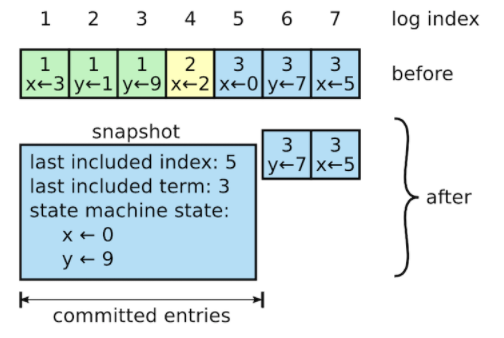 1 2 3 4 5 6 7 log index
1 1 1 2 3 3 3
x←3 y←1 y←9 x←2 x←0 y←7 x←5 before
snapshot
3 3
y←7 x←5
last included index: 5
last included term: 3
state machine state:
x ← 0
y ← 9
after
committed entries